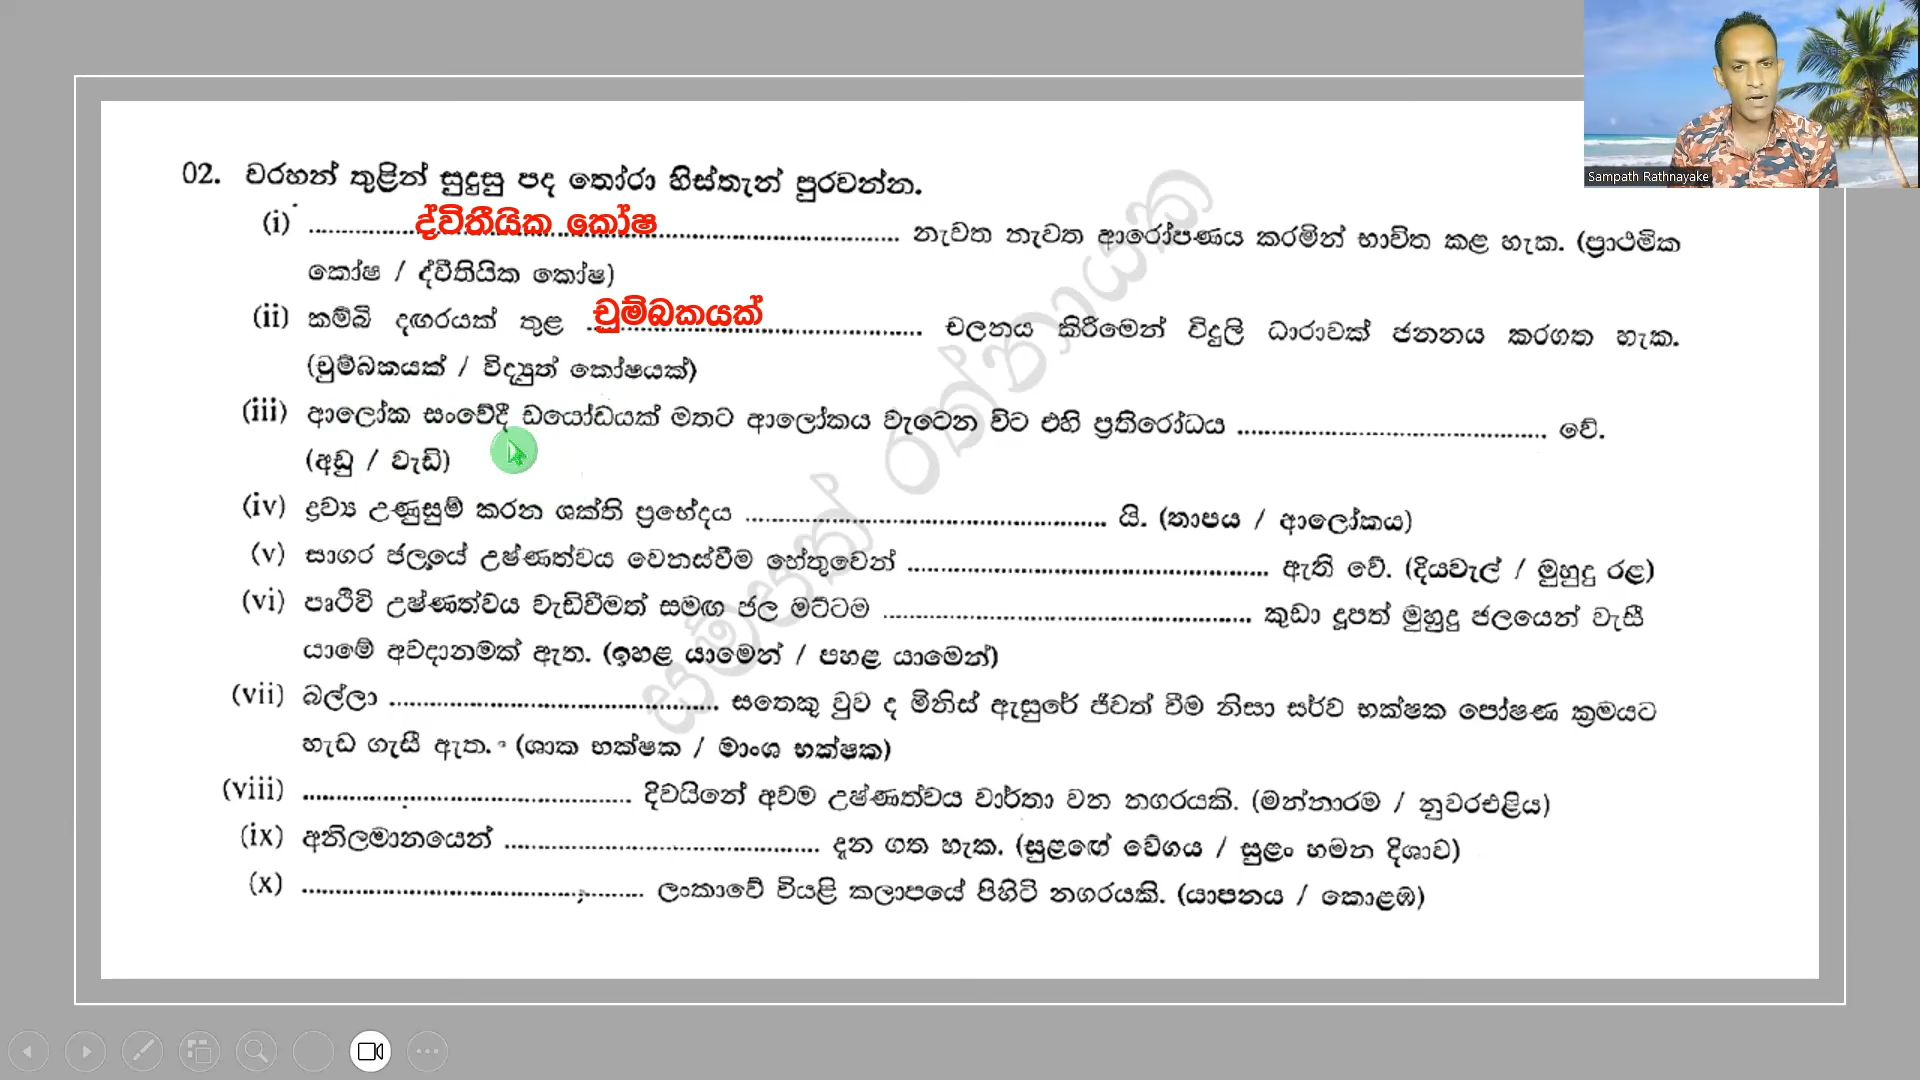 Sampath Rathnayake
02. වරහන් තුළින් සුදුසු පද තෝරා හිස්තැන් පුරවන්න.
(i) ද්විතීයික කෝෂ නැවත නැවත ආරෝපණය කරමින් භාවිත කළ හැක. (ප්‍රාථමික
කෝෂ / ද්වීතියික කෝෂ)
(ii) කම්බි දඟරයක් තුළ චුම්බකයක් චලනය කිරීමෙන් විදුලි ධාරාවක් ජනනය කරගත හැක.
(චුම්බකයක් / විද්‍යුත් කෝෂයක්)
(iii) ආලෝක සංවේදී ඩයෝඩයක් මතට ආලෝකය වැටෙන විට එහි ප්‍රතිරෝධය .................... වේ.
(අඩු / වැඩි)
(iv) ද්‍රව්‍ය උණුසුම් කරන ශක්ති ප්‍රභේදය .................... යි. (තාපය / ආලෝකය)
(v) සාගර ජලයේ උෂ්ණත්වය වෙනස්වීම හේතුවෙන් .................... ඇති වේ. (දියවැල් / මුහුදු රළ)
(vi) පෘථිවි උෂ්ණත්වය වැඩිවීමත් සමඟ ජල මට්ටම .................... කුඩා දූපත් මුහුදු ජලයෙන් වැසී
යාමේ අවදානමක් ඇත. (ඉහළ යාමෙන් / පහළ යාමෙන්)
(vii) බල්ලා .................... සතෙකු වුව ද මිනිස් ඇසුරේ ජීවත් වීම නිසා සර්ව භක්ෂක පෝෂණ ක්‍රමයට
හැඩ ගැසී ඇත. (ශාක භක්ෂක / මාංශ භක්ෂක)
(viii) .................... දිවයිනේ අවම උෂ්ණත්වය වාර්තා වන නගරයකි. (මන්නාරම / නුවරඑළිය)
(ix) අනිලමානයෙන් .................... දැන ගත හැක. (සුළඟේ වේගය / සුළං හමන දිශාව)
(x) .................... ලංකාවේ වියළි කලාපයේ පිහිටි නගරයකි. (යාපනය / කොළඹ)
සම්පත් රත්නායක